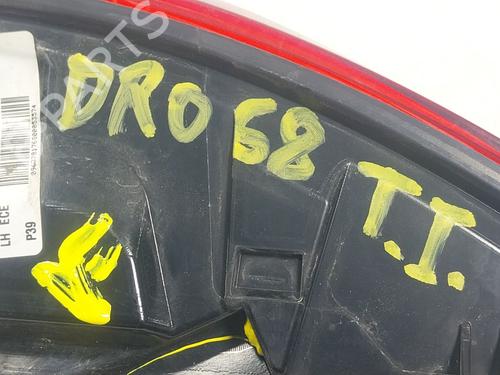 DRO 68 T.I.
LH ECE
P39